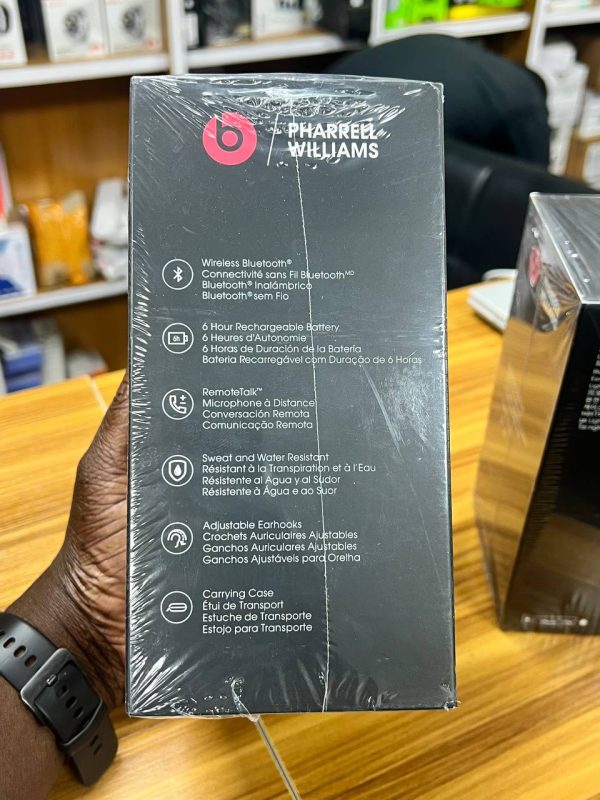 b
PHARRELL
WILLIAMS
Wireless Bluetooth®
Connectivité sans Fil Bluetooth MD
Bluetooth® Inalámbrico
Bluetooth® sem Fio
6h
6 Hour Rechargeable Battery
6 Heures d'Autonomie
6 Horas de Duración de la Batería
Bateria Recarregável com Duração de 6 Horas
RemoteTalk™
Microphone à Distance
Conversación Remota
Comunicação Remota
Sweat and Water Resistant
Résistant à la Transpiration et à l'Eau
Resistente al Agua y al Sudor
Resistente à Água e ao Suor
Adjustable Earhooks
Crochets Auriculaires Ajustables
Ganchos Auriculares Ajustables
Ganchos Ajustáveis para Orelha
Carrying Case
Étui de Transport
Estuche de Transporte
Estojo para Transporte